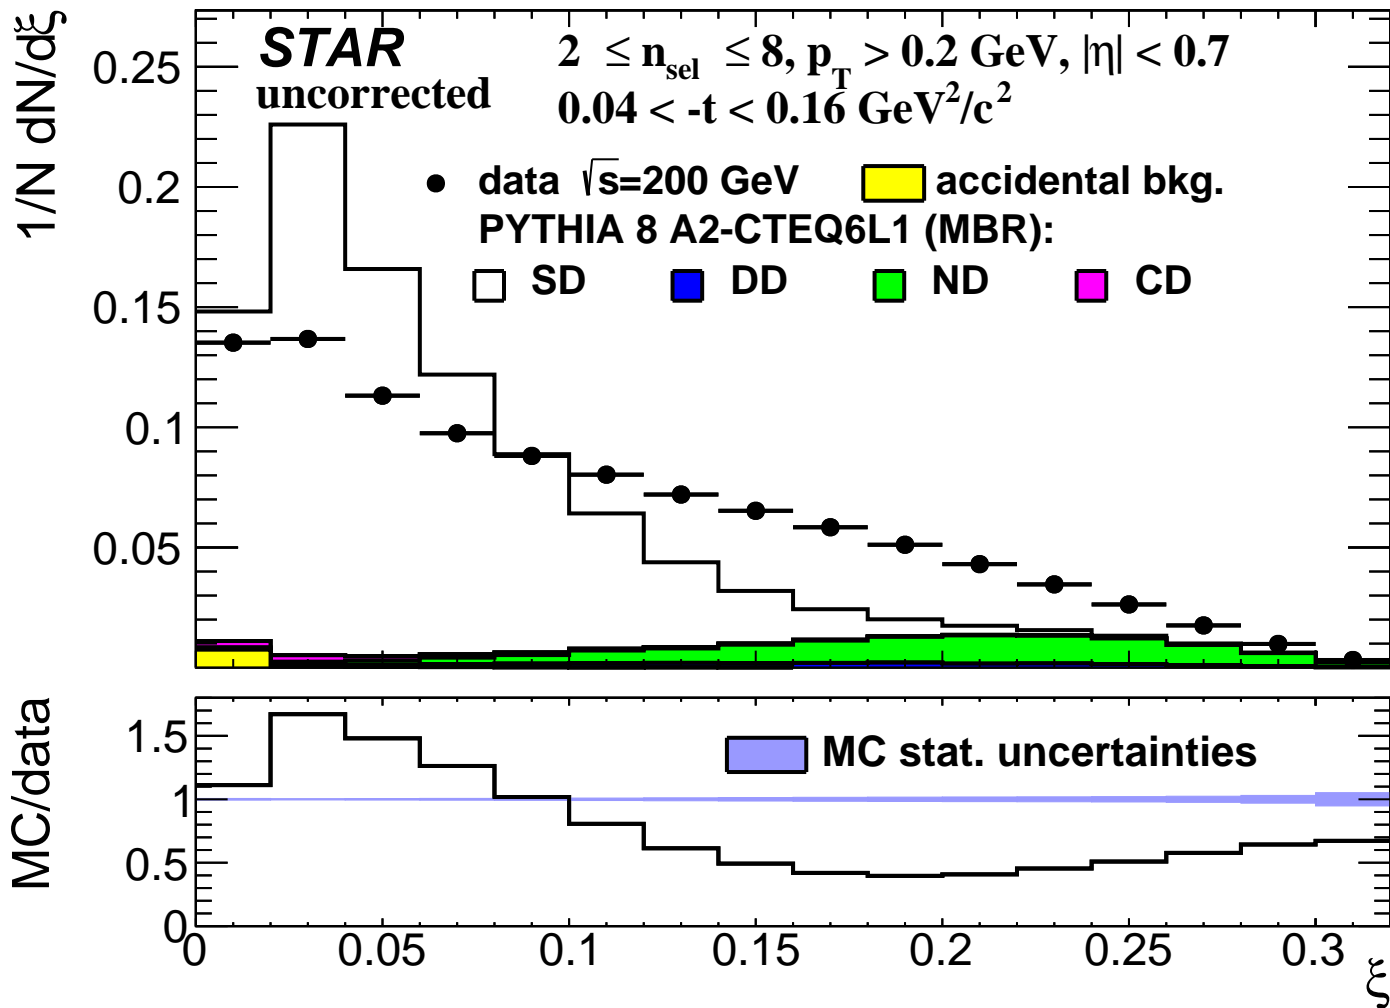 1/N dN/dξ
0.25
0.2
0.15
0.1
0.05
STAR
uncorrected
2 ≤ n_sel ≤ 8, p_T > 0.2 GeV, |η| < 0.7
0.04 < -t < 0.16 GeV²/c²
data √s=200 GeV
accidental bkg.
PYTHIA 8 A2-CTEQ6L1 (MBR):
SD DD ND CD
MC/data
1.5
1
0.5
0
MC stat. uncertainties
0 0.05 0.1 0.15 0.2 0.25 0.3
ξ